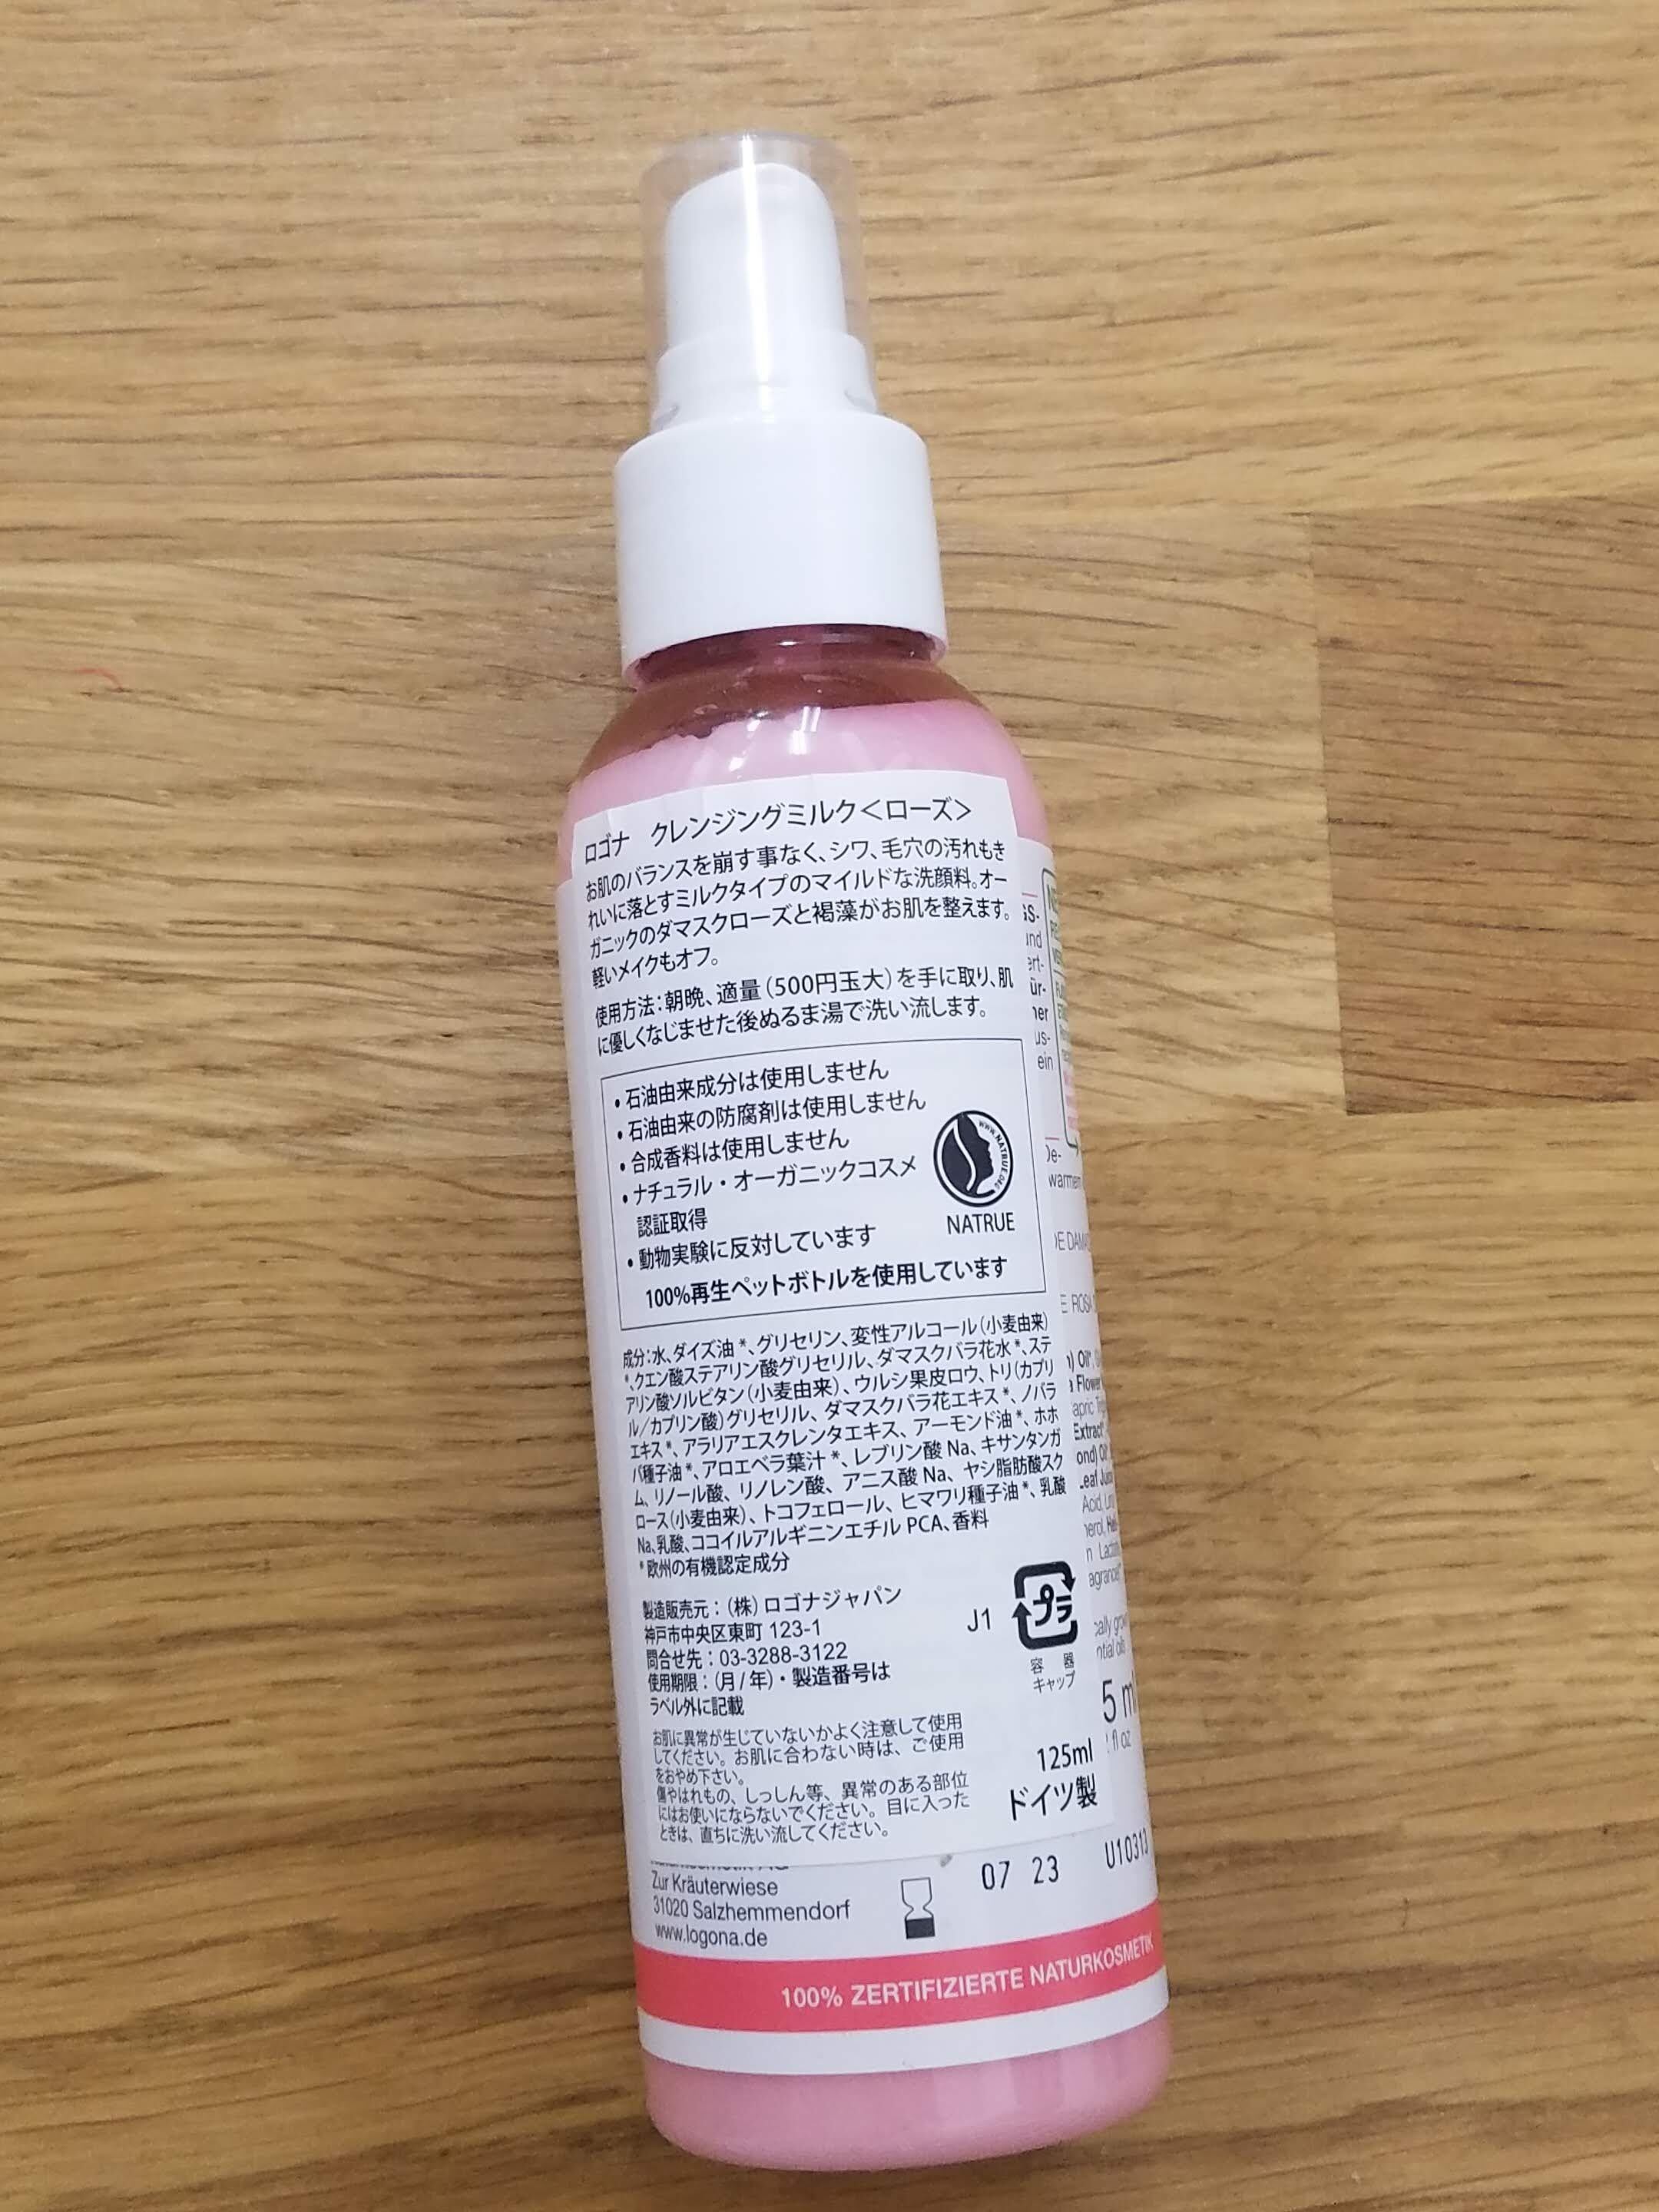 ロゴナ　クレンジングミルク＜ローズ＞
お肌のバランスを崩す事なく、シワ、毛穴の汚れもき
れいに落とすミルクタイプのマイルドな洗顔料。オー
ガニックのダマスクローズと褐藻がお肌を整えます。
軽いメイクもオフ。
使用方法：朝晩、適量（500円玉大）を手に取り、肌
に優しくなじませた後ぬるま湯で洗い流します。
•石油由来成分は使用しません
•石油由来の防腐剤は使用しません
•合成香料は使用しません
•ナチュラル・オーガニックコスメ
認証取得
•動物実験に反対しています
100%再生ペットボトルを使用しています
WWW.NATRUE.ORG
NATRUE
成分：水、ダイズ油*、グリセリン、変性アルコール（小麦由来）
*、クエン酸ステアリン酸グリセリル、ダマスクバラ花水*、ステ
アリン酸ソルビタン（小麦由来）、ウルシ果皮ロウ、トリ（カプリ
ル/カプリン酸）グリセリル、ダマスクバラ花エキス*、ノバラ
エキス*、アラリアエスクレンタエキス、アーモンド油*、ホホ
バ種子油*、アロエベラ葉汁*、レブリン酸 Na、キサンタンガ
ム、リノール酸、リノレン酸、アニス酸 Na、ヤシ脂肪酸スク
ロース（小麦由来）、トコフェロール、ヒマワリ種子油*、乳酸
Na、乳酸、ココイルアルギニンエチル PCA、香料
*欧州の有機認定成分
製造販売元：（株）ロゴナジャパン
神戸市中央区東町 123-1
問合せ先：03-3288-3122
使用期限：（月/年）・製造番号は
ラベル外に記載
J1
プラ
容 器
キャップ
お肌に異常が生じていないかよく注意して使用
してください。お肌に合わない時は、ご使用
をおやめ下さい。
傷やはれもの、しっしん等、異常のある部位
にはお使いにならないでください。目に入った
ときは、直ちに洗い流してください。
125ml
ドイツ製
Zur Kräuterwiese
31020 Salzhemmendorf
www.logona.de
07 23
U10313
100% ZERTIFIZIERTE NATURKOSMETIK